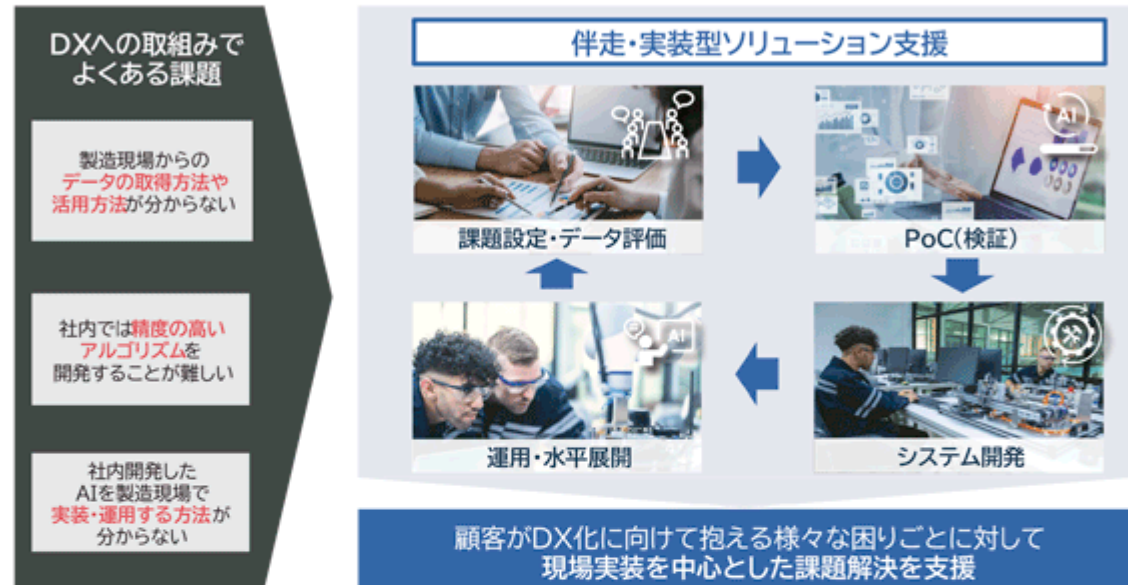 DXへの取組みで
よくある課題
製造現場からの
データの取得方法や
活用方法が分からない
社内では精度の高い
アルゴリズムを
開発することが難しい
社内開発した
AIを製造現場で
実装・運用する方法が
分からない
伴走・実装型ソリューション支援
課題設定・データ評価
AI
PoC(検証)
AI
運用・水平展開
システム開発
顧客がDX化に向けて抱える様々な困りごとに対して
現場実装を中心とした課題解決を支援